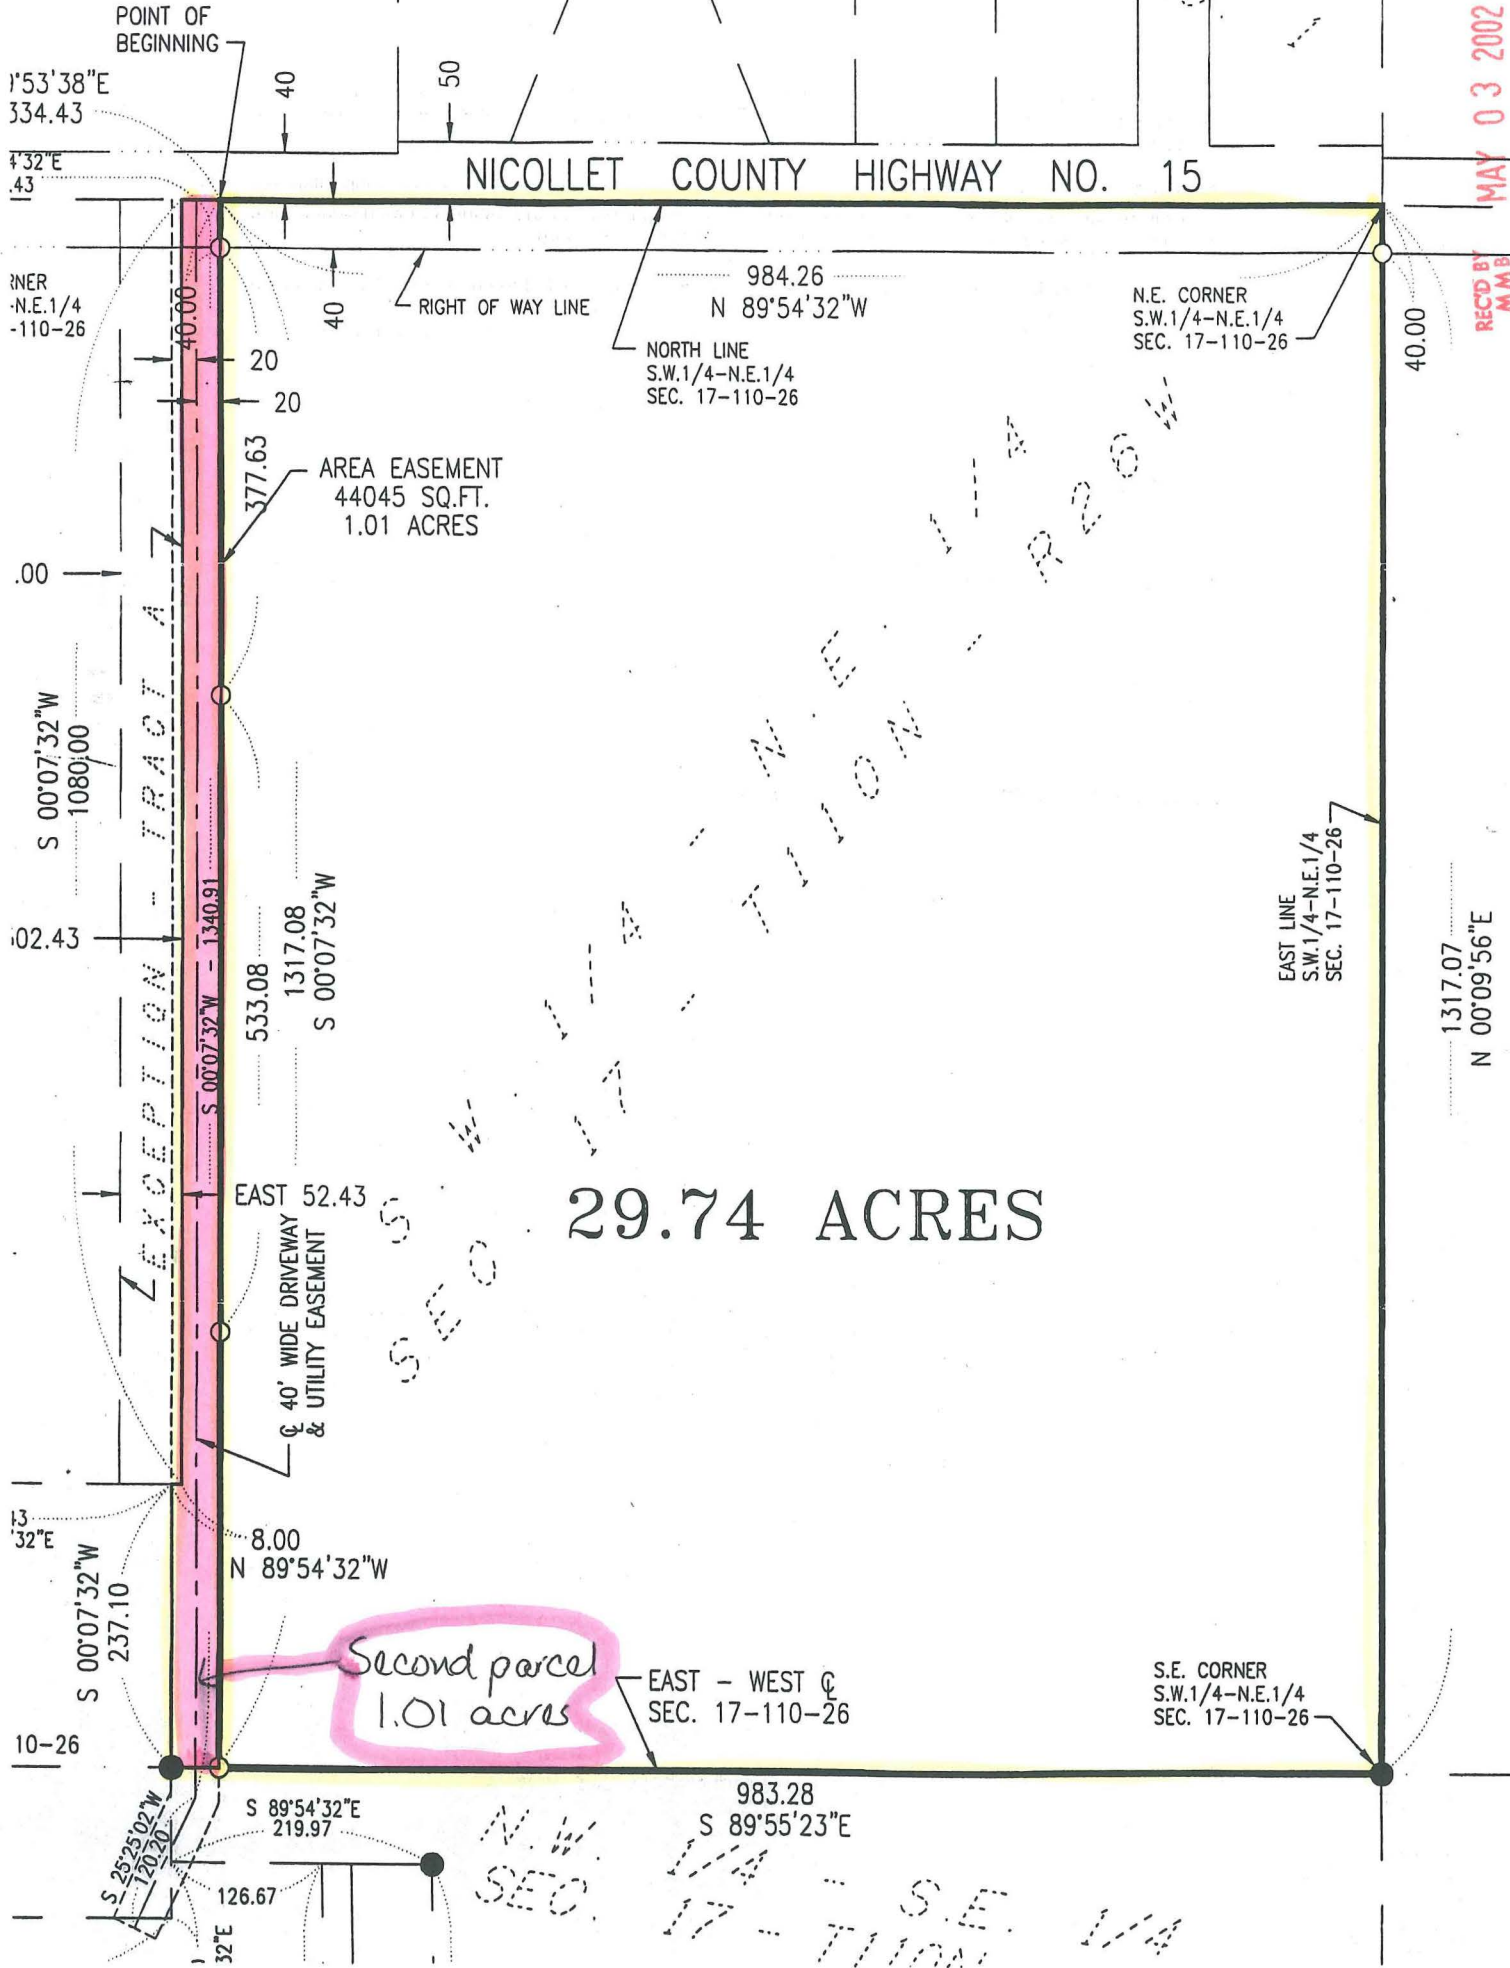 POINT OF
BEGINNING
53'38"E
334.43
40
50
MAY 03 2002
REC'D BY
MMB
32"E
.43
NICOLLET COUNTY HIGHWAY NO. 15
-N.E.1/4
-110-26
40.00
20
20
40
RIGHT OF WAY LINE
984.26
N 89°54'32"W
NORTH LINE
S.W.1/4-N.E.1/4
SEC. 17-110-26
N.E. CORNER
S.W.1/4-N.E.1/4
SEC. 17-110-26
40.00
377.63
AREA EASEMENT
44045 SQ.FT.
1.01 ACRES
.00
S 00°07'32"W
1080.00
EXCEPTION - TRACT A
S 00°07'32"W - 1340.91
02.43
533.08
1317.08
S 00°07'32"W
S.W. 1/4 - N.E. 1/4
SEC 17 - T110N - R26W
EAST LINE
S.W.1/4-N.E.1/4
SEC. 17-110-26
1317.07
N 00°09'56"E
EAST 52.43
29.74 ACRES
℄ 40' WIDE DRIVEWAY
& UTILITY EASEMENT
32"E
8.00
N 89°54'32"W
S 00°07'32"W
237.10
Second parcel
1.01 acres
EAST - WEST ℄
SEC. 17-110-26
S.E. CORNER
S.W.1/4-N.E.1/4
SEC. 17-110-26
10-26
983.28
S 89°55'23"E
S 25°25'02"W
120.20
S 89°54'32"E
219.97
126.67
32"E
N.W. 1/4 - S.E. 1/4
SEC. 17 - T110N